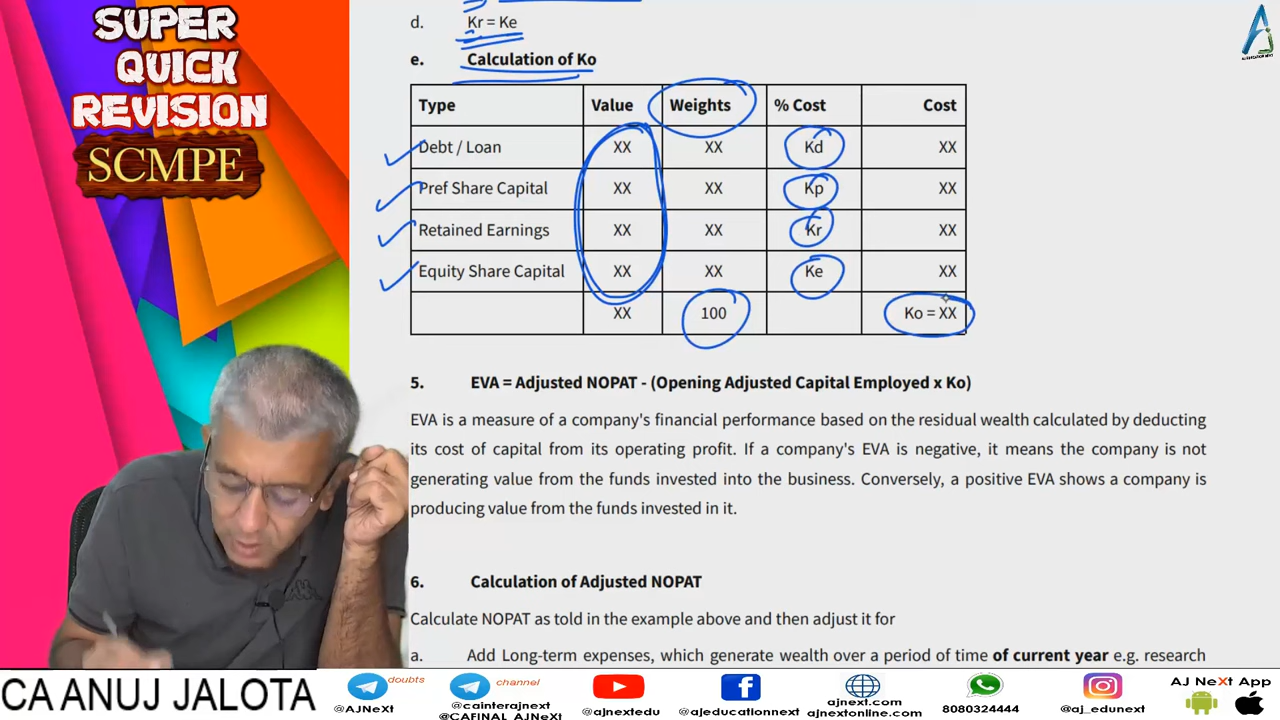 SUPER
QUICK
REVISION
SCMPE
d. Kr = Ke
e. Calculation of Ko
Type Value Weights % Cost Cost
Debt / Loan XX XX Kd XX
Pref Share Capital XX XX Kp XX
Retained Earnings XX XX Kr XX
Equity Share Capital XX XX Ke XX
XX 100 Ko = XX
5. EVA = Adjusted NOPAT - (Opening Adjusted Capital Employed x Ko)
EVA is a measure of a company's financial performance based on the residual wealth calculated by deducting
its cost of capital from its operating profit. If a company's EVA is negative, it means the company is not
generating value from the funds invested into the business. Conversely, a positive EVA shows a company is
producing value from the funds invested in it.
6. Calculation of Adjusted NOPAT
Calculate NOPAT as told in the example above and then adjust it for
a. Add Long-term expenses, which generate wealth over a period of time of current year e.g. research
CA ANUJ JALOTA
doubts
@AJNeXt
channel
@cainterajnext
@CAFINAL_AJNeXt
@ajnextedu
@ajeducationnext
ajnext.com
ajnextonline.com
8080324444
@aj_edunext
AJ NeXt App